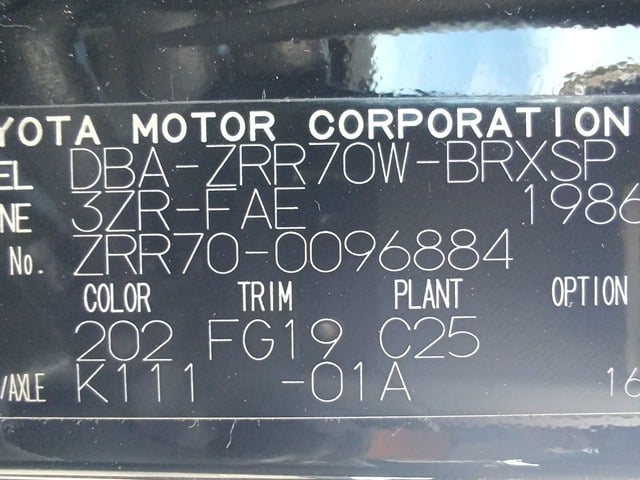 YOTA MOTOR CORPORATION
EL DBA-ZRR70W-BRXSP
NE 3ZR-FAE 1986
No. ZRR70-0096884
COLOR TRIM PLANT OPTION
202 FG19 C25
/AXLE K111 -01A 16